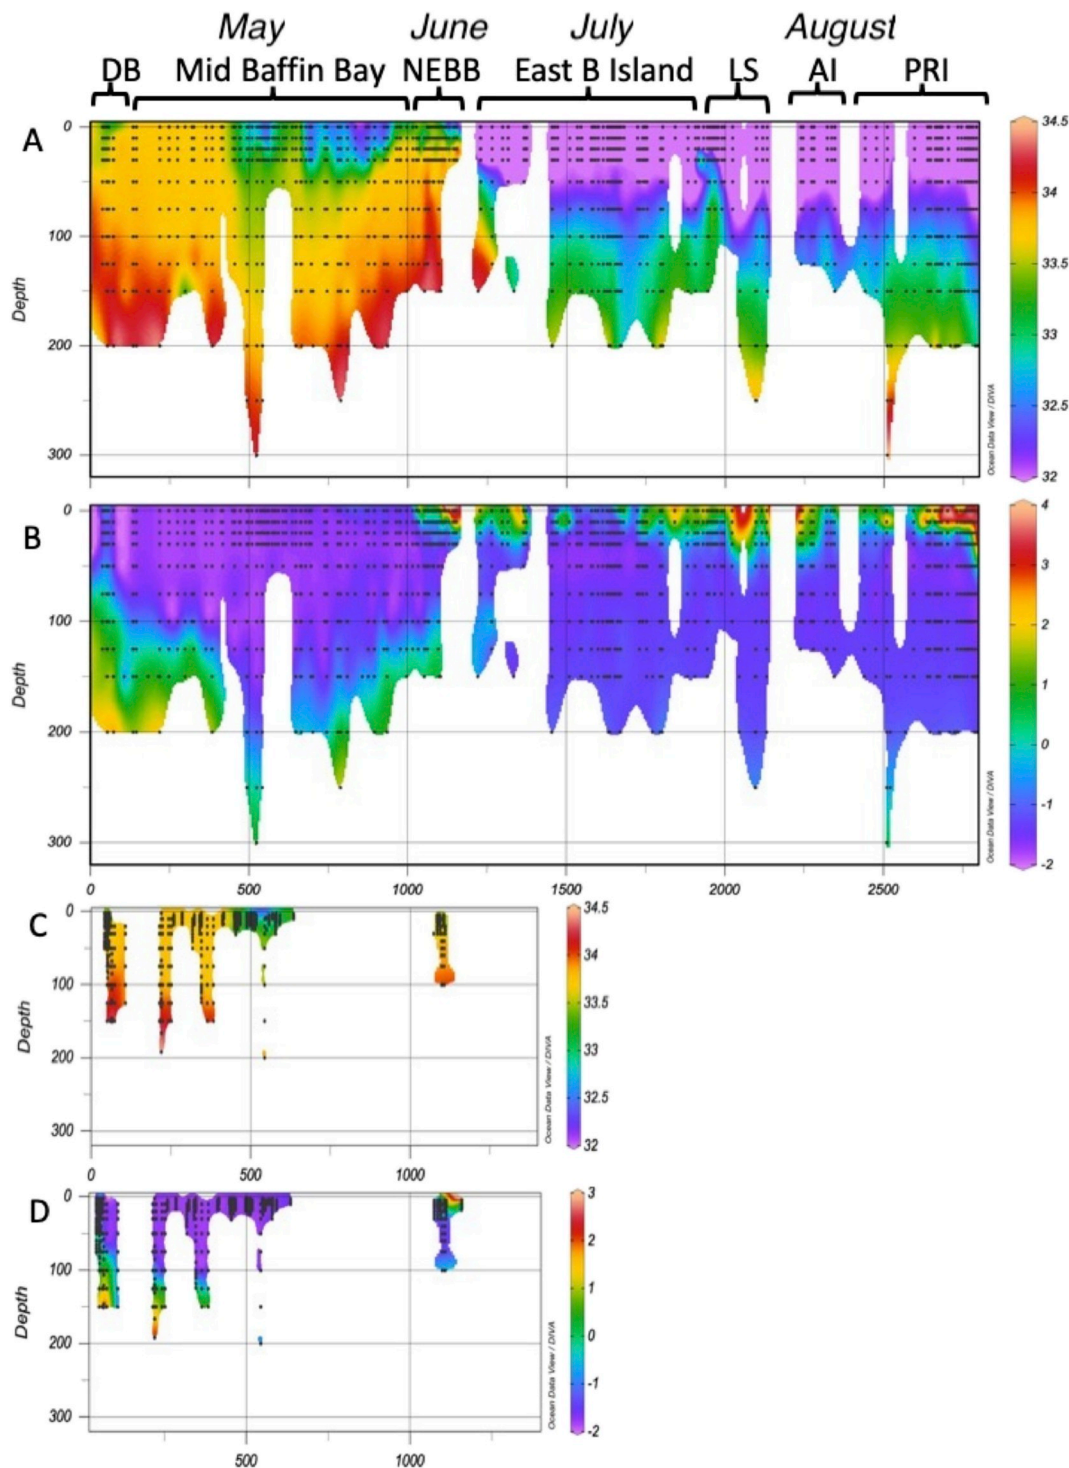 May June July August
DB Mid Baffin Bay NEBB East B Island LS AI PRI
A
0
100
200
300
Depth
Ocean Data View / DIVA
34.5
34
33.5
33
32.5
32
B
0
100
200
300
Depth
0 500 1000 1500 2000 2500
Ocean Data View / DIVA
4
3
2
1
0
-1
-2
C
0
100
200
300
Depth
0 500 1000
Ocean Data View / DIVA
34.5
34
33.5
33
32.5
32
D
0
100
200
300
Depth
500 1000
Ocean Data View / DIVA
3
2
1
0
-1
-2